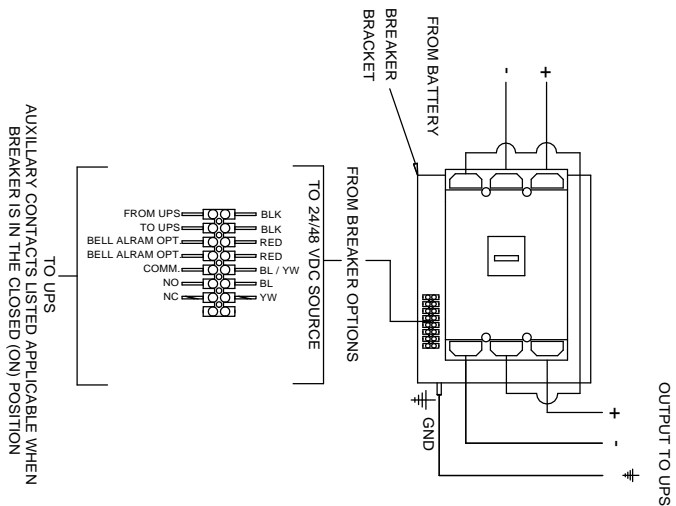 FROM BATTERY
-
+
BREAKER
BRACKET
OUTPUT TO UPS
+
-
GND
FROM BREAKER OPTIONS
TO 24/48 VDC SOURCE
FROM UPS BLK
TO UPS BLK
BELL ALRAM OPT. RED
BELL ALRAM OPT. RED
COMM. BL / YW
NO BL
NC YW
TO UPS
AUXILLARY CONTACTS LISTED APPLICABLE WHEN
BREAKER IS IN THE CLOSED (ON) POSITION